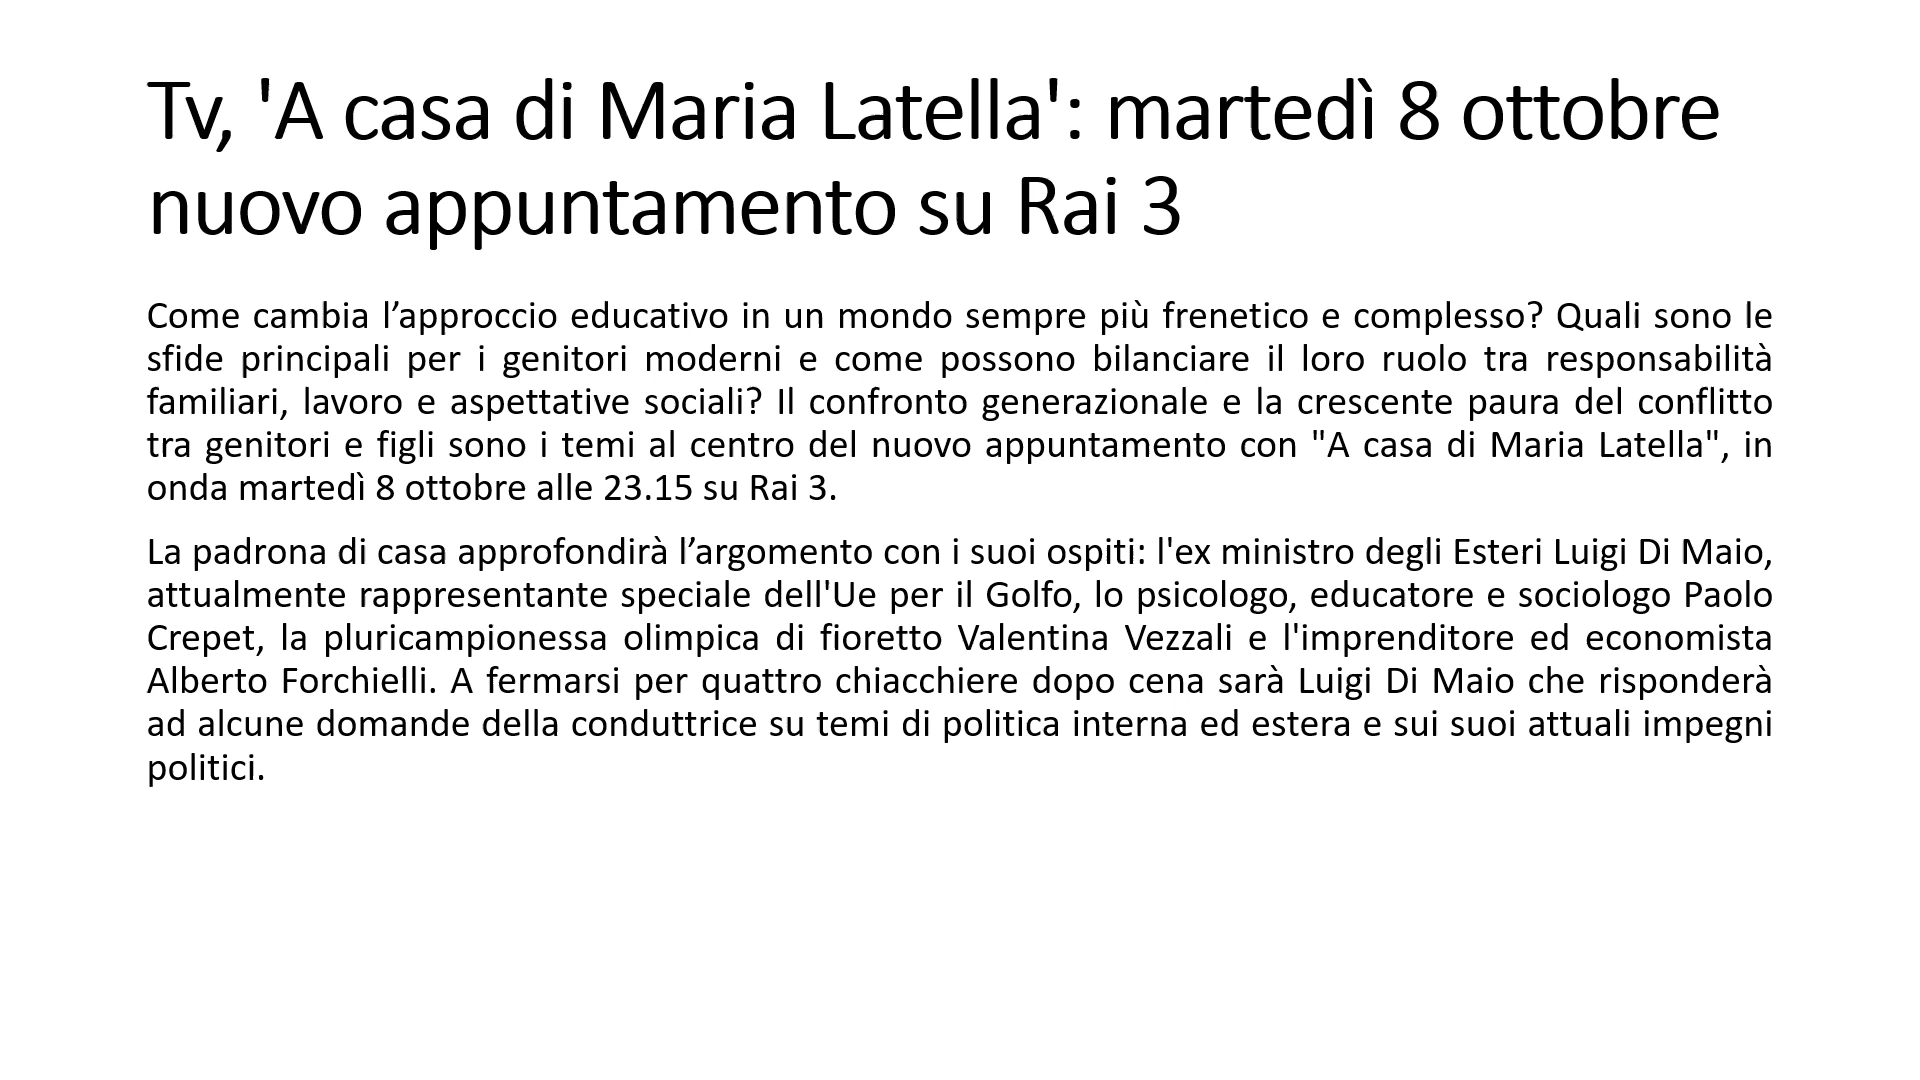 Tv, 'A casa di Maria Latella': martedì 8 ottobre
nuovo appuntamento su Rai 3
Come cambia l’approccio educativo in un mondo sempre più frenetico e complesso? Quali sono le
sfide principali per i genitori moderni e come possono bilanciare il loro ruolo tra responsabilità
familiari, lavoro e aspettative sociali? Il confronto generazionale e la crescente paura del conflitto
tra genitori e figli sono i temi al centro del nuovo appuntamento con "A casa di Maria Latella", in
onda martedì 8 ottobre alle 23.15 su Rai 3.
La padrona di casa approfondirà l’argomento con i suoi ospiti: l'ex ministro degli Esteri Luigi Di Maio,
attualmente rappresentante speciale dell'Ue per il Golfo, lo psicologo, educatore e sociologo Paolo
Crepet, la pluricampionessa olimpica di fioretto Valentina Vezzali e l'imprenditore ed economista
Alberto Forchielli. A fermarsi per quattro chiacchiere dopo cena sarà Luigi Di Maio che risponderà
ad alcune domande della conduttrice su temi di politica interna ed estera e sui suoi attuali impegni
politici.